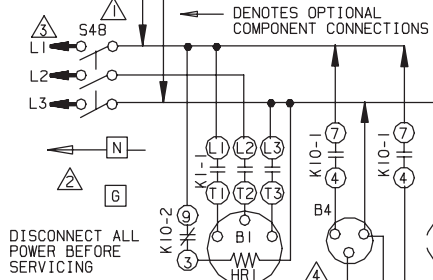 DENOTES OPTIONAL
COMPONENT CONNECTIONS
1
3
S48
L1
L2
L3
N
2
G
DISCONNECT ALL
POWER BEFORE
SERVICING
K10-2
9
3
K1-1
L1 L2 L3
T1 T2 T3
B1
HR1
K10-1
7
4
K10-1
7
4
B4
4